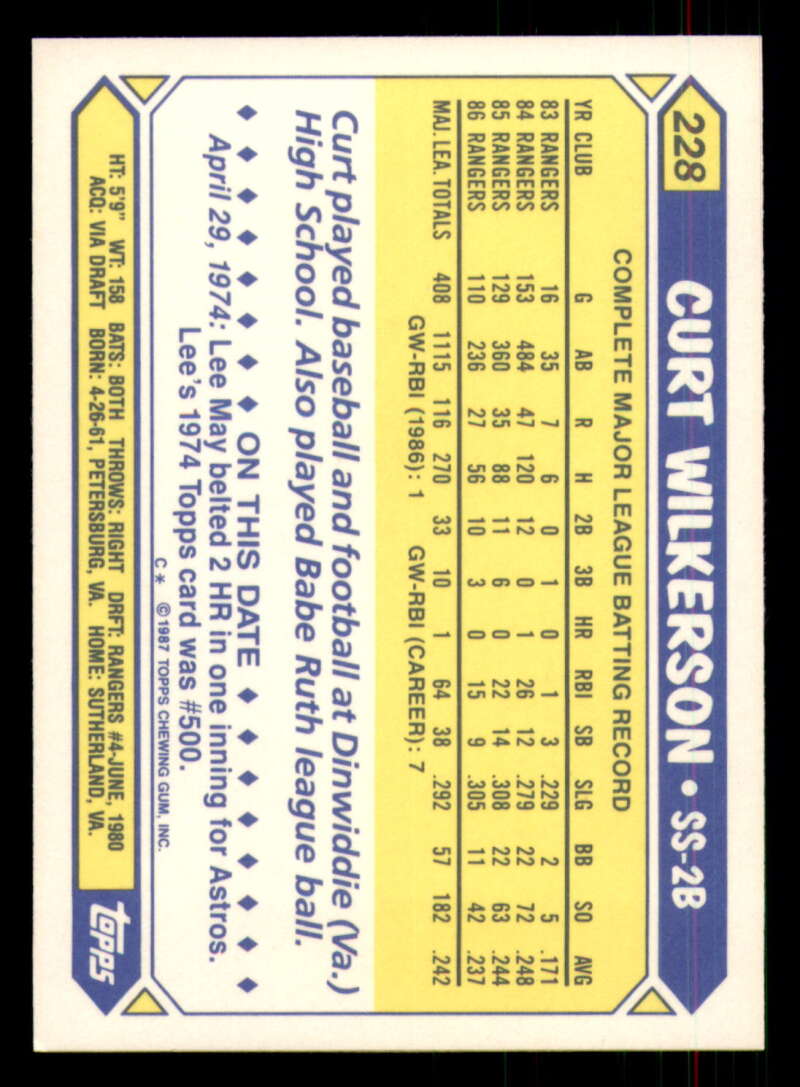 228 CURT WILKERSON • SS-2B
COMPLETE MAJOR LEAGUE BATTING RECORD
YR CLUB G AB R H 2B 3B HR RBI SB SLG BB SO AVG
83 RANGERS 16 35 7 6 0 1 0 1 3 .229 2 5 .171
84 RANGERS 153 484 47 120 12 0 1 26 12 .279 22 72 .248
85 RANGERS 129 360 35 88 11 6 0 22 14 .308 22 63 .244
86 RANGERS 110 236 27 56 10 3 0 15 9 .305 11 42 .237
MAJ. LEA. TOTALS 408 1115 116 270 33 10 1 64 38 .292 57 182 .242
GW-RBI (1986): 1 GW-RBI (CAREER): 7
Curt played baseball and football at Dinwiddie (Va.)
High School. Also played Babe Ruth league ball.
◆ ◆ ◆ ◆ ◆ ◆ ◆ ◆ ON THIS DATE ◆ ◆ ◆ ◆ ◆ ◆ ◆ ◆
April 29, 1974: Lee May belted 2 HR in one inning for Astros.
Lee's 1974 Topps card was #500.
C * ©1987 TOPPS CHEWING GUM, INC.
HT: 5'9" WT: 158 BATS: BOTH THROWS: RIGHT DRFT: RANGERS #4-JUNE, 1980
ACQ: VIA DRAFT BORN: 4-26-61, PETERSBURG, VA. HOME: SUTHERLAND, VA.
topps